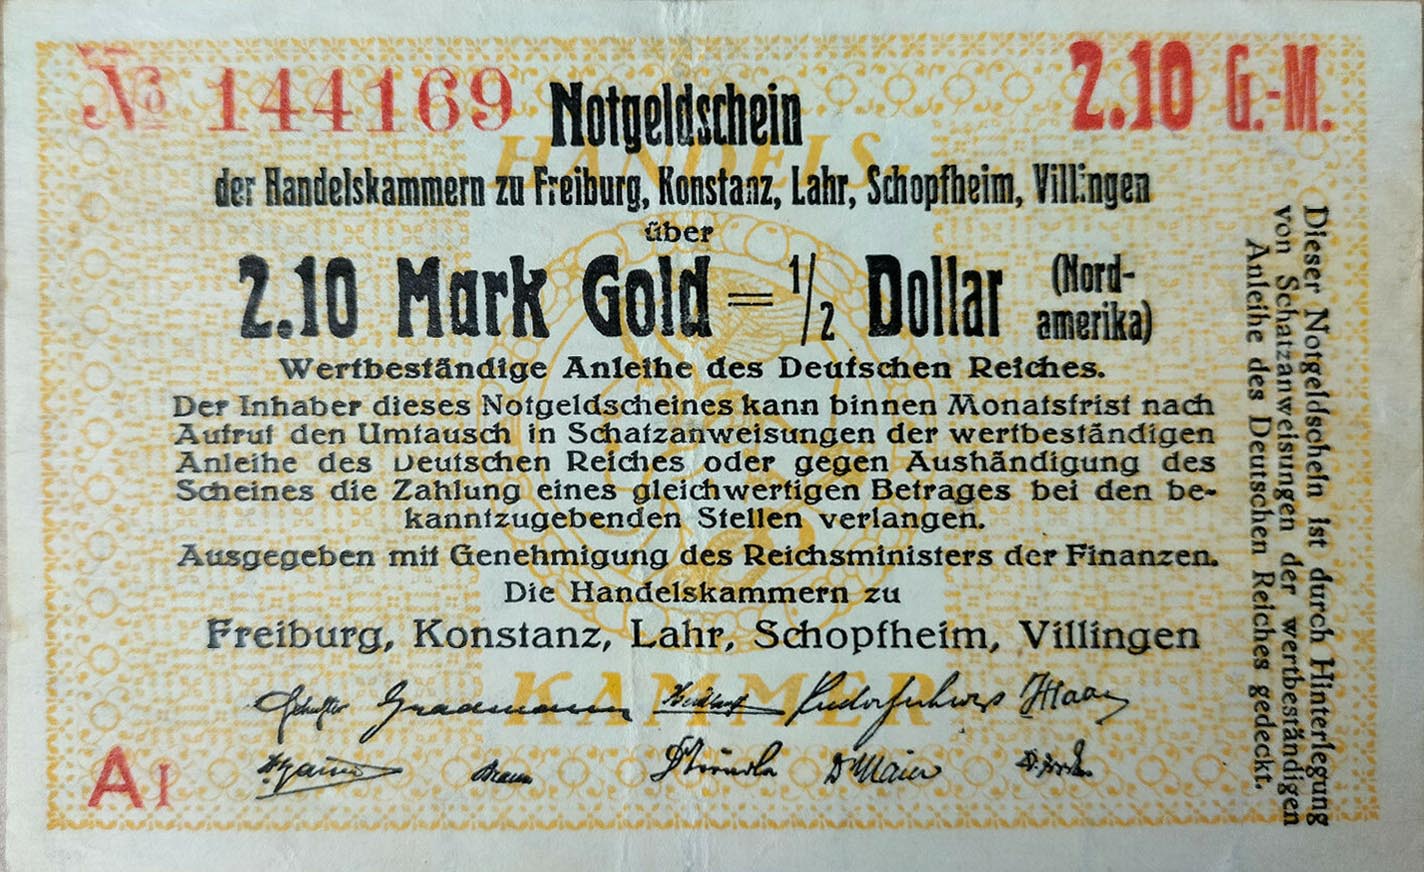 № 144169
2.10 G.-M.
Notgeldschein
der Handelskammern zu Freiburg, Konstanz, Lahr, Schopfheim, Villingen
über
2.10 Mark Gold = 1/2 Dollar (Nord-
amerika)
Wertbeständige Anleihe des Deutschen Reiches.
Der Inhaber dieses Notgeldscheines kann binnen Monatsfrist nach
Aufruf den Umtausch in Schatzanweisungen der wertbeständigen
Anleihe des Deutschen Reiches oder gegen Aushändigung des
Scheines die Zahlung eines gleichwertigen Betrages bei den be-
kanntzugebenden Stellen verlangen.
Ausgegeben mit Genehmigung des Reichsministers der Finanzen.
Die Handelskammern zu
Freiburg, Konstanz, Lahr, Schopfheim, Villingen
Gradmann
Dr Maier
A I
Dieser Notgeldschein ist durch Hinterlegung
von Schatzanweisungen der wertbeständigen
Anleihe des Deutschen Reiches gedeckt.
HANDELS
KAMMER